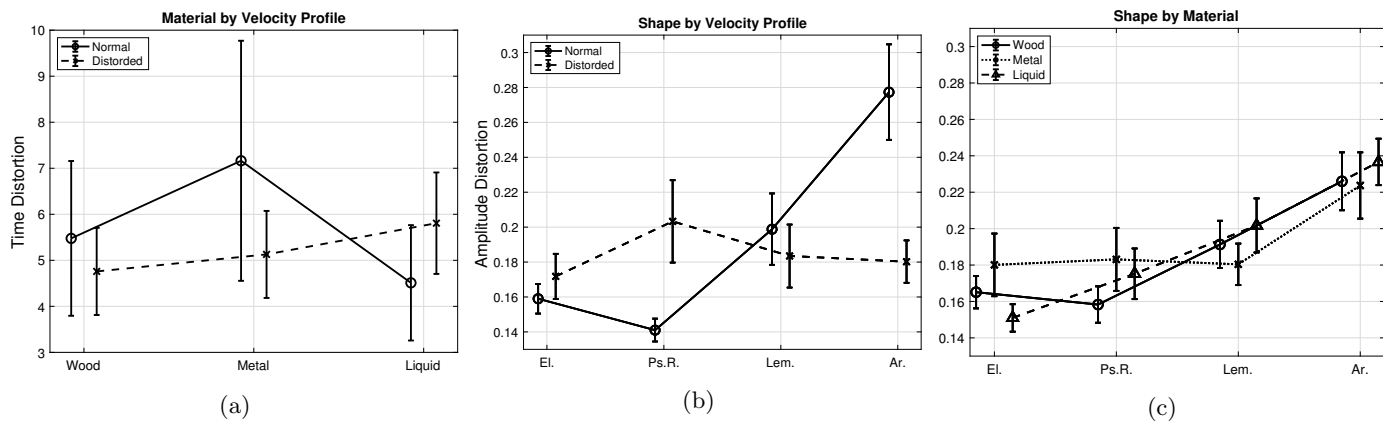 Material by Velocity Profile
Normal
Distorded
Time Distortion
10
9
8
7
6
5
4
3
Wood Metal Liquid
(a)
Shape by Velocity Profile
Normal
Distorded
Amplitude Distortion
0.3
0.28
0.26
0.24
0.22
0.2
0.18
0.16
0.14
El. Ps.R. Lem. Ar.
(b)
Shape by Material
Wood
Metal
Liquid
0.3
0.28
0.26
0.24
0.22
0.2
0.18
0.16
0.14
El. Ps.R. Lem. Ar.
(c)